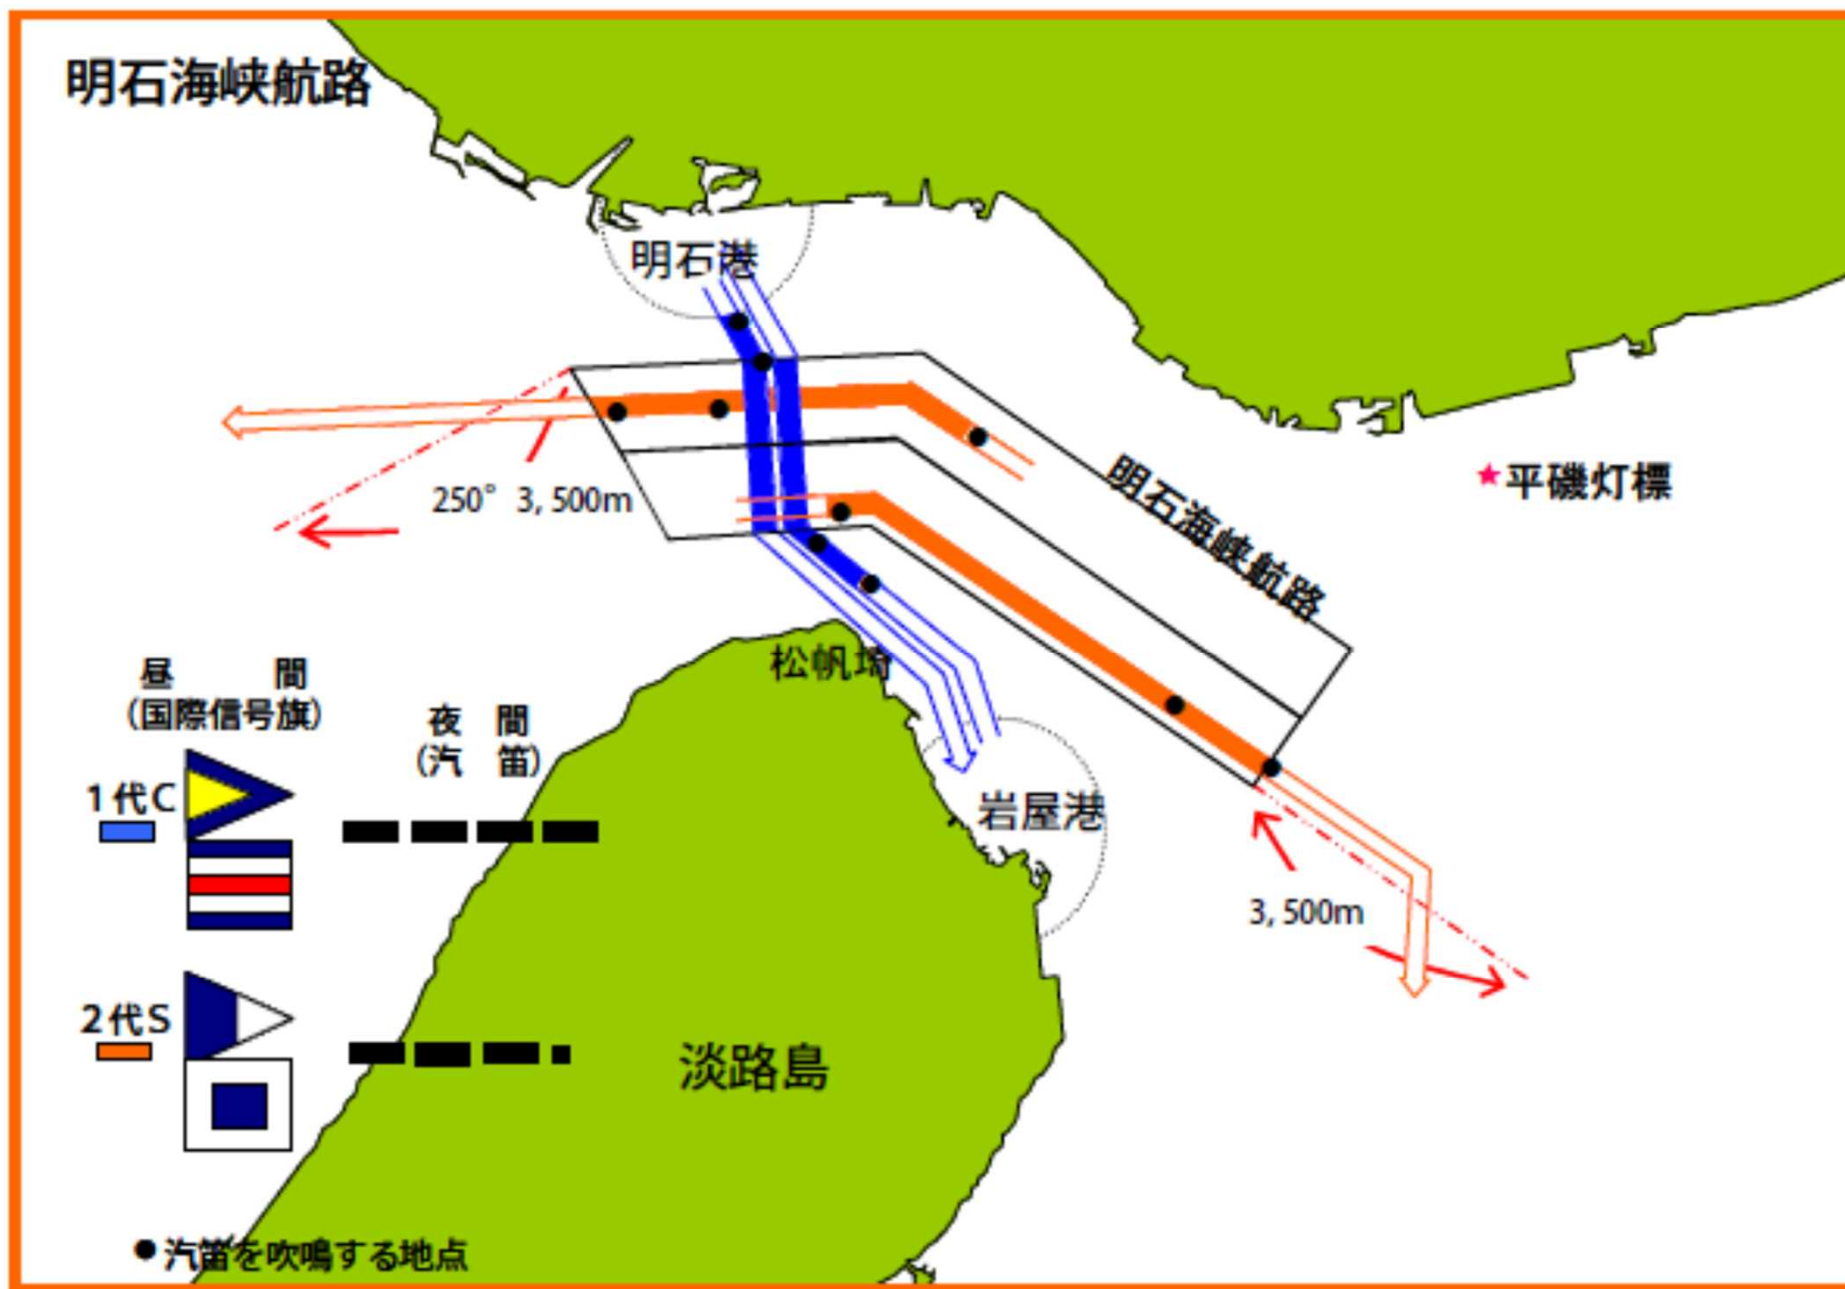 明石海峡航路
明石港
250° 3,500m
明石海峡航路
平磯灯標
松帆埼
昼　間
(国際信号旗)
夜　間
(汽　笛)
1代C
岩屋港
3,500m
2代S
淡路島
汽笛を吹鳴する地点